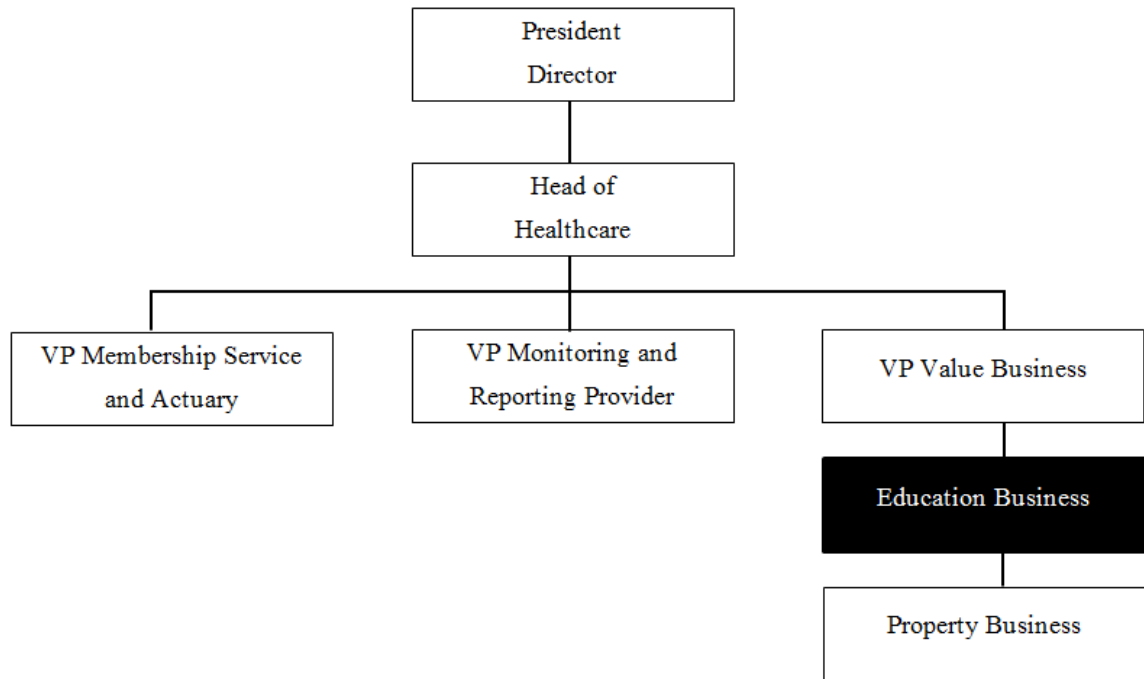 President
Director
Head of
Healthcare
VP Membership Service
and Actuary
VP Monitoring and
Reporting Provider
VP Value Business
Education Business
Property Business